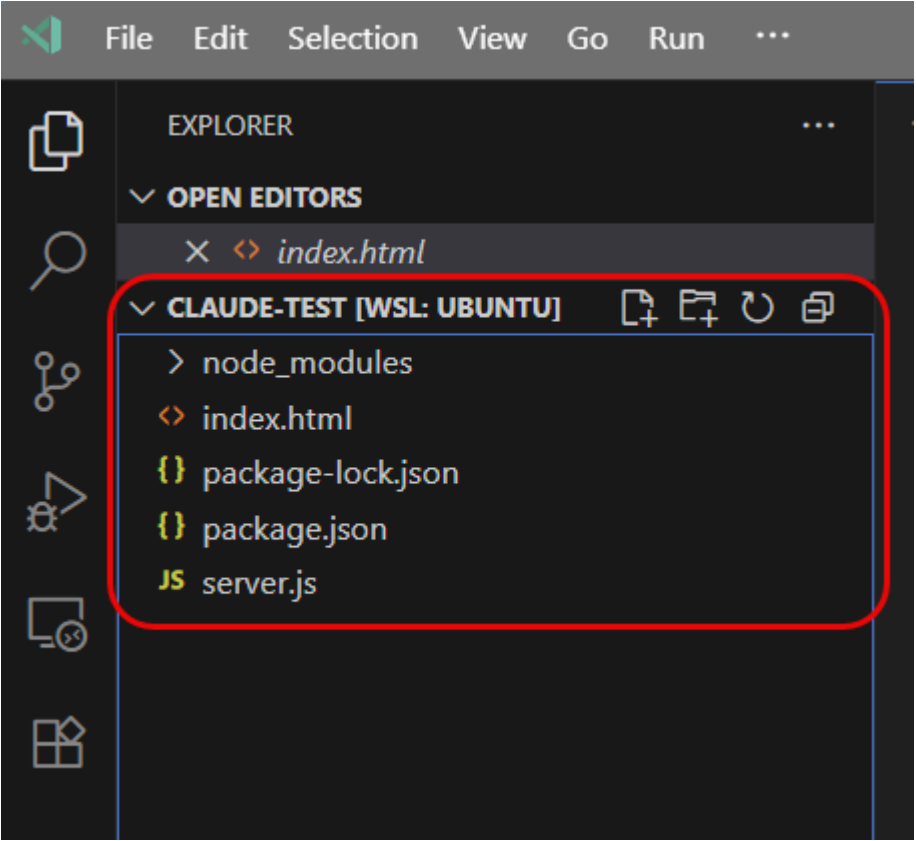 File Edit Selection View Go Run ...
EXPLORER ...
OPEN EDITORS
index.html
CLAUDE-TEST [WSL: UBUNTU]
node_modules
index.html
{} package-lock.json
{} package.json
JS server.js